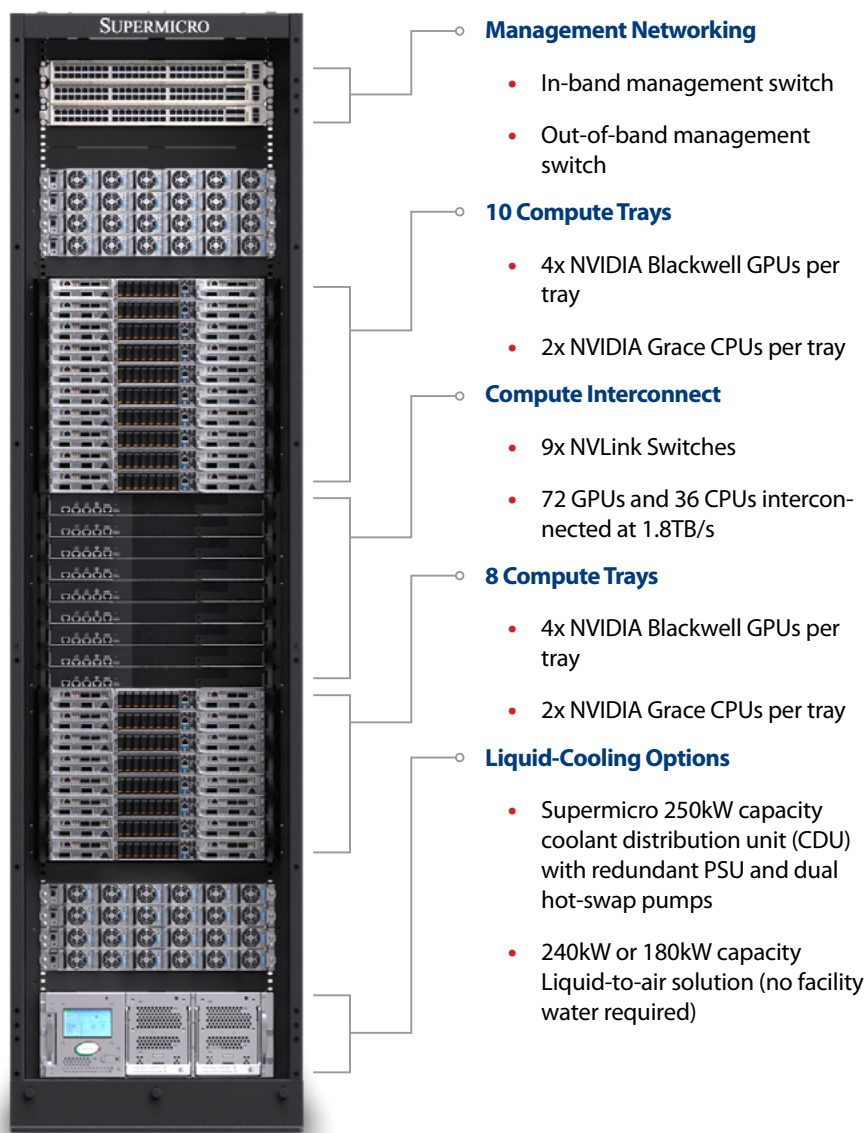 SUPERMICRO
Management Networking
• In-band management switch
• Out-of-band management
switch
10 Compute Trays
• 4x NVIDIA Blackwell GPUs per
tray
• 2x NVIDIA Grace CPUs per tray
Compute Interconnect
• 9x NVLink Switches
• 72 GPUs and 36 CPUs intercon-
nected at 1.8TB/s
8 Compute Trays
• 4x NVIDIA Blackwell GPUs per
tray
• 2x NVIDIA Grace CPUs per tray
Liquid-Cooling Options
• Supermicro 250kW capacity
coolant distribution unit (CDU)
with redundant PSU and dual
hot-swap pumps
• 240kW or 180kW capacity
Liquid-to-air solution (no facility
water required)